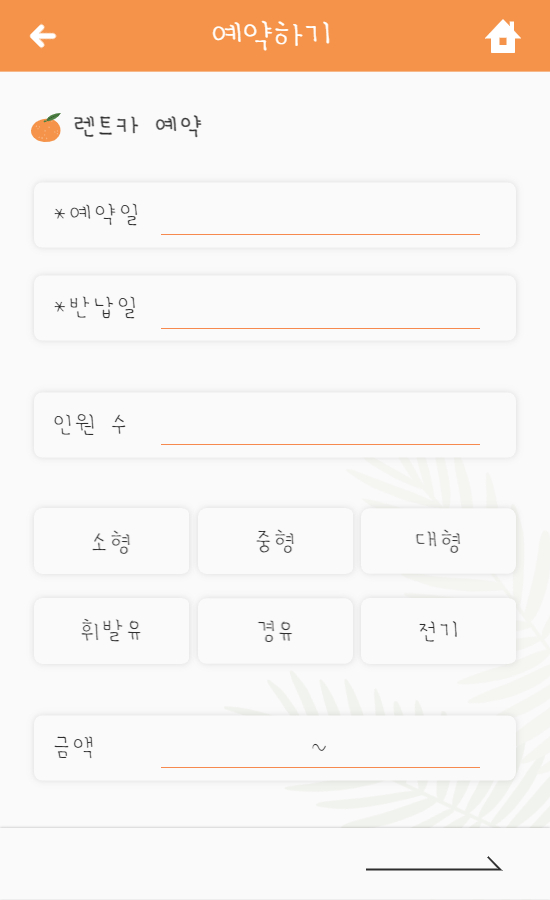 예약하기
렌트카 예약
*예약일
*반납일
인원 수
소형 중형 대형
휘발유 경유 전기
금액 ~